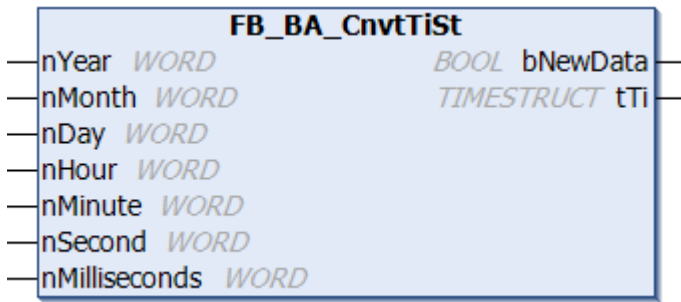 FB_BA_CnvtTiSt
nYear WORD BOOL bNewData
nMonth WORD TIMESTRUCT tTi
nDay WORD
nHour WORD
nMinute WORD
nSecond WORD
nMilliseconds WORD